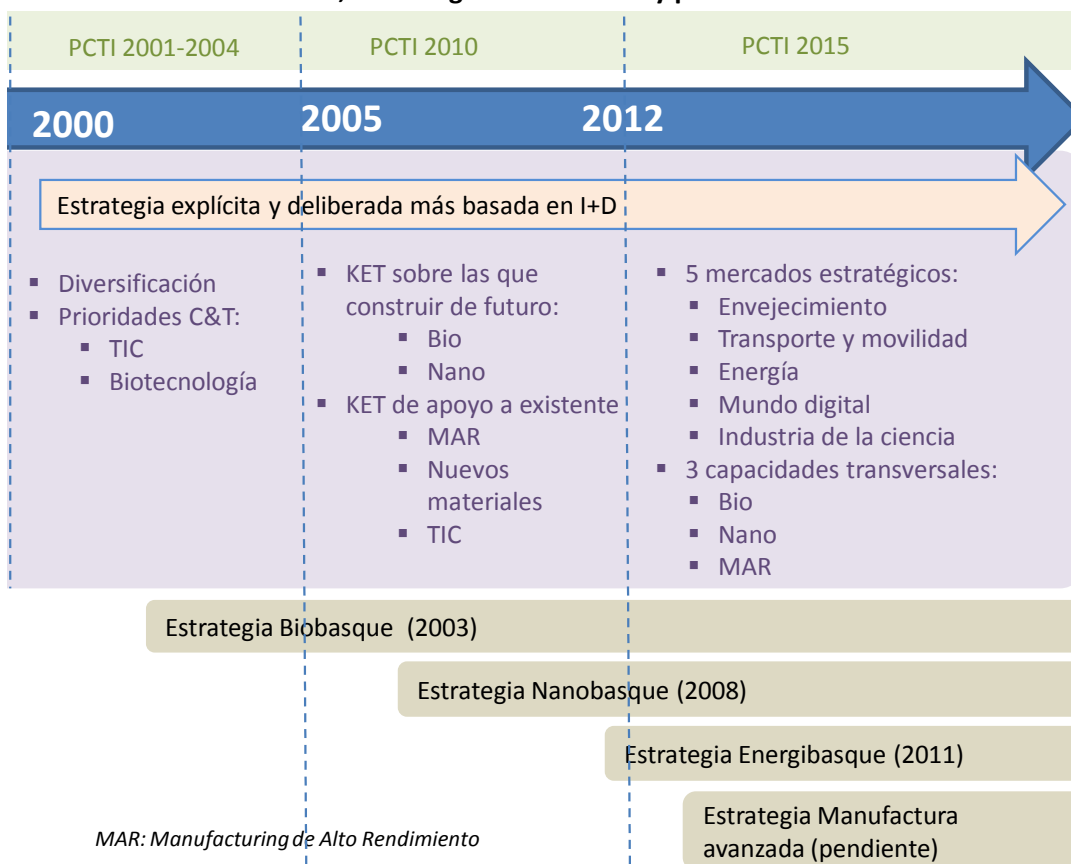 PCTI 2001-2004
PCTI 2010
PCTI 2015
2000
2005
2012
Estrategia explícita y deliberada más basada en I+D
▪ Diversificación
▪ Prioridades C&T:
▪ TIC
▪ Biotecnología
▪ KET sobre las que
construir de futuro:
▪ Bio
▪ Nano
▪ KET de apoyo a existente
▪ MAR
▪ Nuevos
materiales
▪ TIC
▪ 5 mercados estratégicos:
▪ Envejecimiento
▪ Transporte y movilidad
▪ Energía
▪ Mundo digital
▪ Industria de la ciencia
▪ 3 capacidades transversales:
▪ Bio
▪ Nano
▪ MAR
Estrategia Biobasque (2003)
Estrategia Nanobasque (2008)
Estrategia Energibasque (2011)
Estrategia Manufactura
avanzada (pendiente)
MAR: Manufacturing de Alto Rendimiento